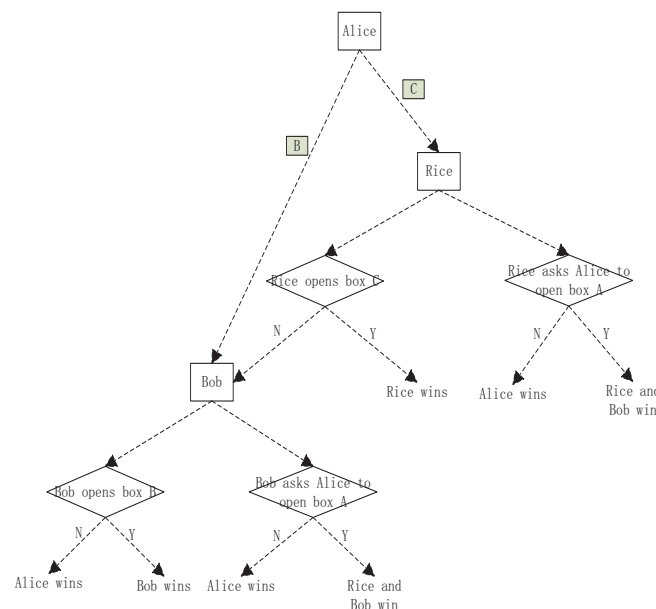 Alice
C
B
Rice
Rice opens box C
Rice asks Alice to
open box A
N
Y
N
Y
Bob
Rice wins
Alice wins
Rice and
Bob win
Bob opens box B
Bob asks Alice to
open box A
N
Y
N
Y
Alice wins
Bob wins
Alice wins
Rice and
Bob win